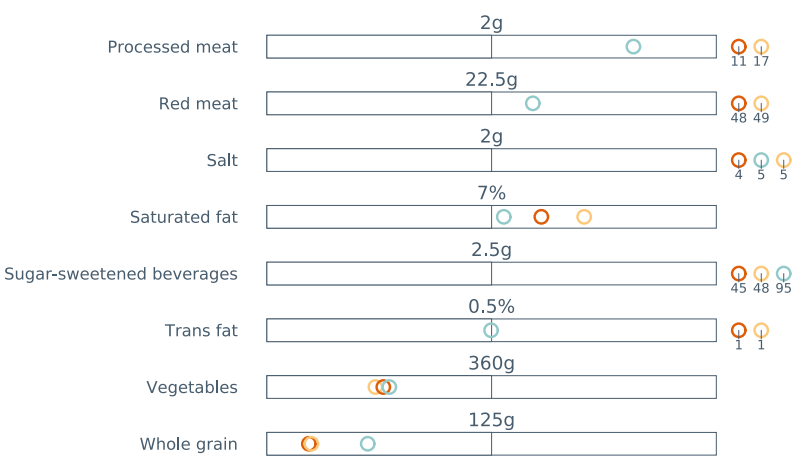 2g
Processed meat
11 17
22.5g
Red meat
48 49
2g
Salt
4 5 5
7%
Saturated fat
2.5g
Sugar-sweetened beverages
45 48 95
0.5%
Trans fat
1 1
360g
Vegetables
125g
Whole grain